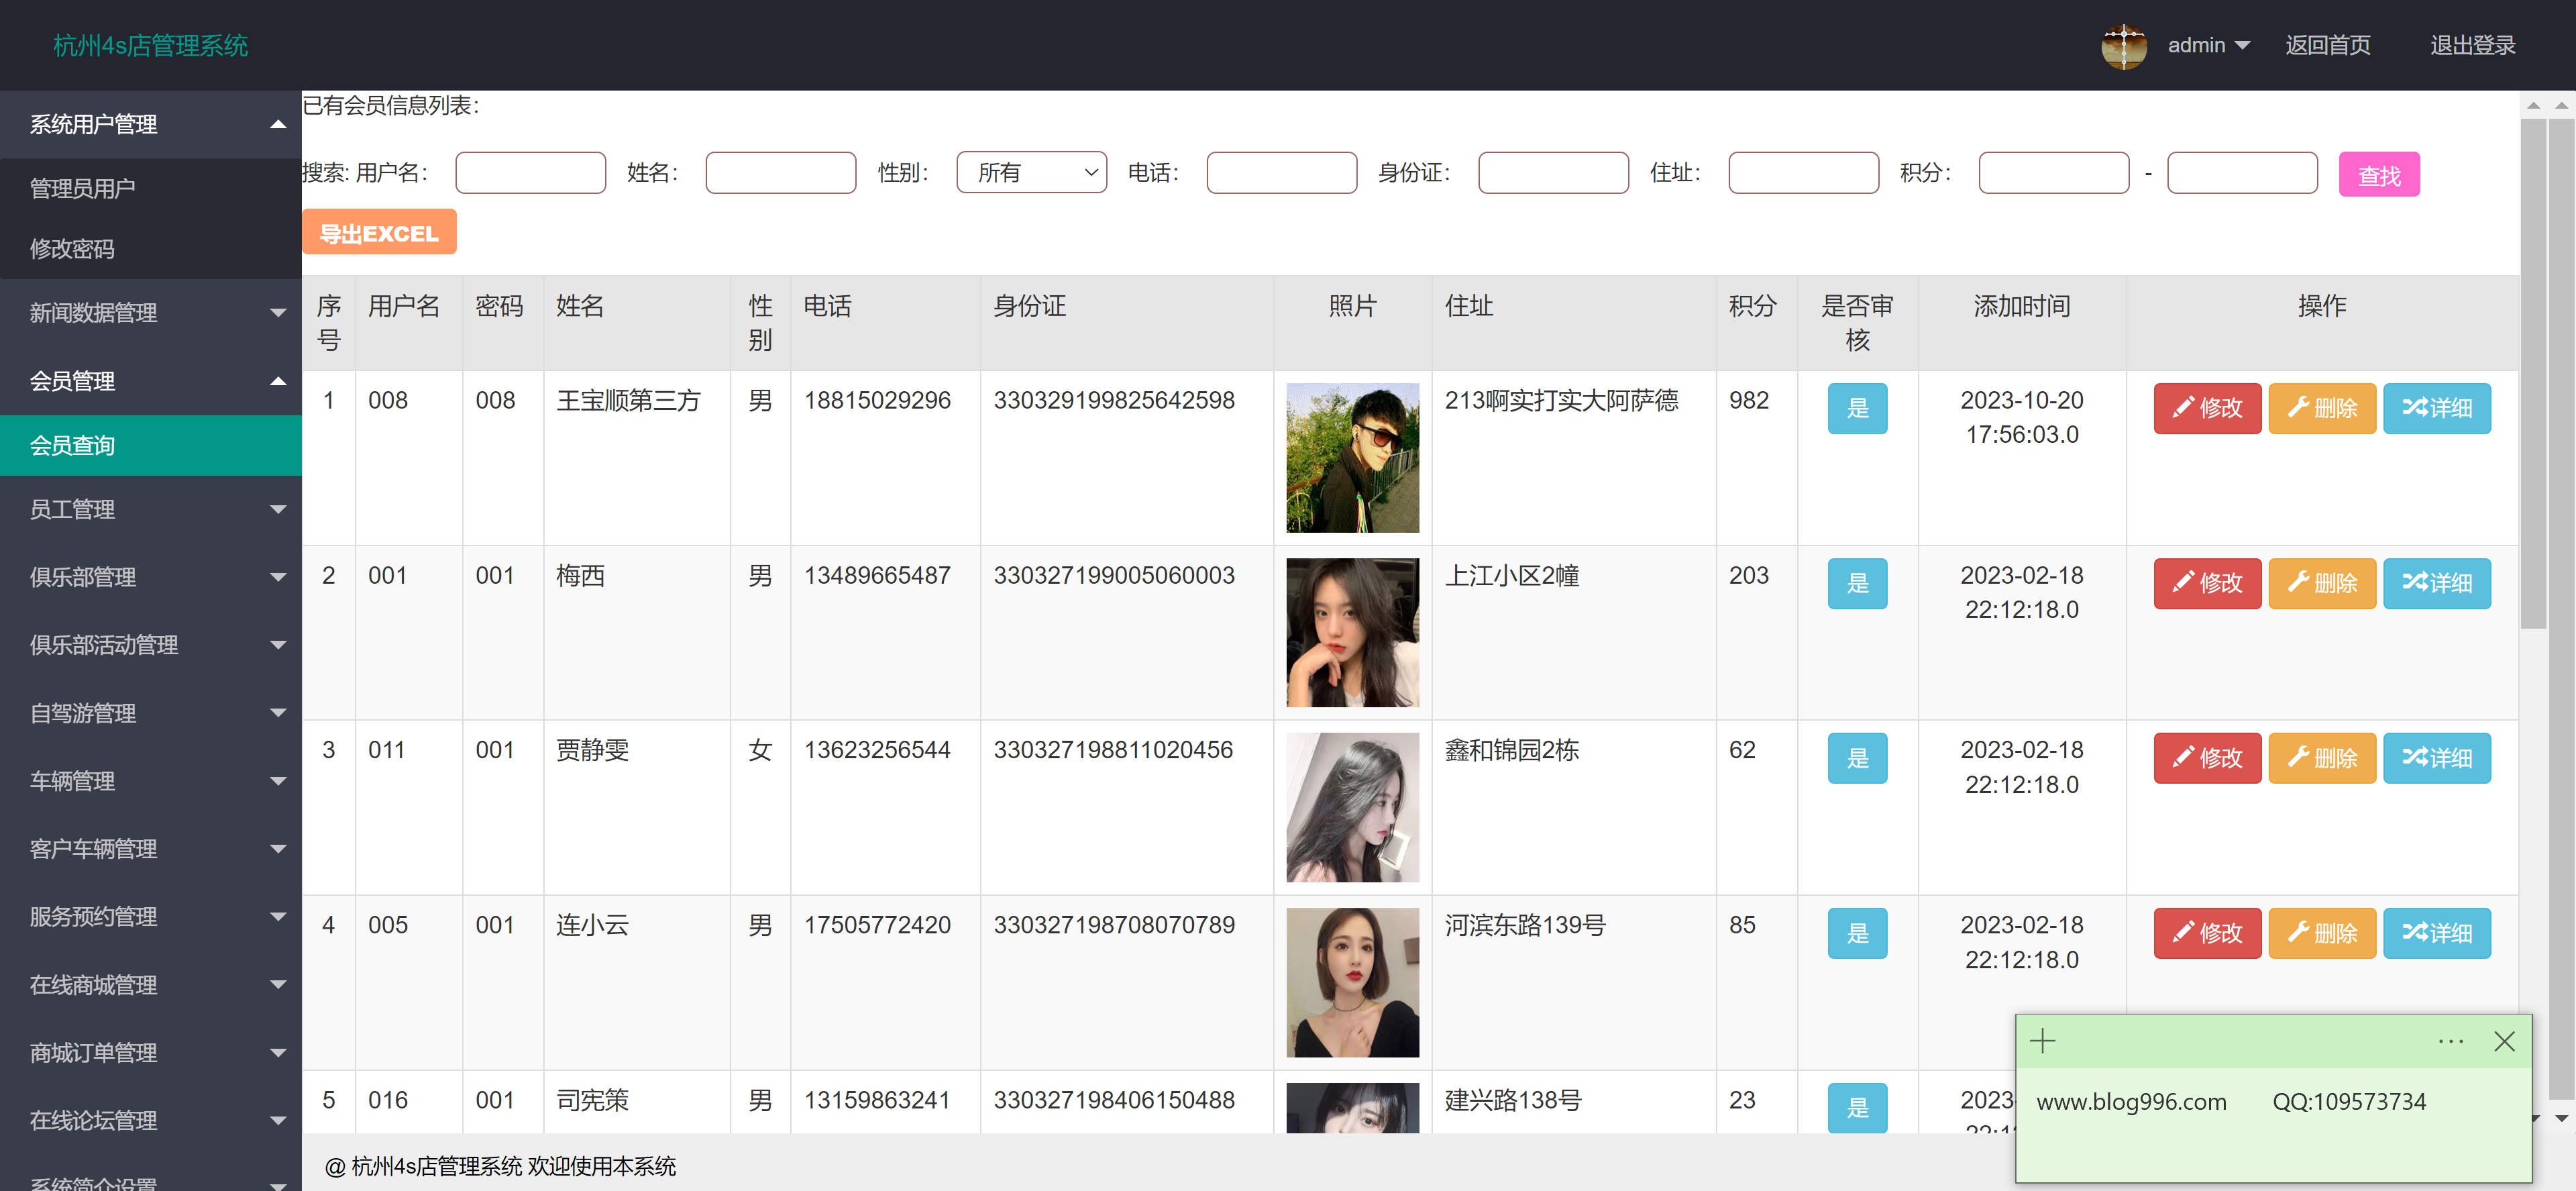 杭州4s店管理系统
admin 返回首页 退出登录
系统用户管理
管理员用户
修改密码
新闻数据管理
会员管理
会员查询
员工管理
俱乐部管理
俱乐部活动管理
自驾游管理
车辆管理
客户车辆管理
服务预约管理
在线商城管理
商城订单管理
在线论坛管理
系统简介设置
已有会员信息列表：
搜索: 用户名： 姓名： 性别： 所有 电话： 身份证： 住址： 积分： - 查找
导出EXCEL
序号 用户名 密码 姓名 性别 电话 身份证 照片 住址 积分 是否审核 添加时间 操作
1 008 008 王宝顺第三方 男 18815029296 330329199825642598 213啊实打实大阿萨德 982 是 2023-10-20 17:56:03.0 修改 删除 详细
2 001 001 梅西 男 13489665487 330327199005060003 上江小区2幢 203 是 2023-02-18 22:12:18.0 修改 删除 详细
3 011 001 贾静雯 女 13623256544 330327198811020456 鑫和锦园2栋 62 是 2023-02-18 22:12:18.0 修改 删除 详细
4 005 001 连小云 男 17505772420 330327198708070789 河滨东路139号 85 是 2023-02-18 22:12:18.0 修改 删除 详细
5 016 001 司宪策 男 13159863241 330327198406150488 建兴路138号 23 是 2023
www.blog996.com QQ:109573734
@ 杭州4s店管理系统 欢迎使用本系统